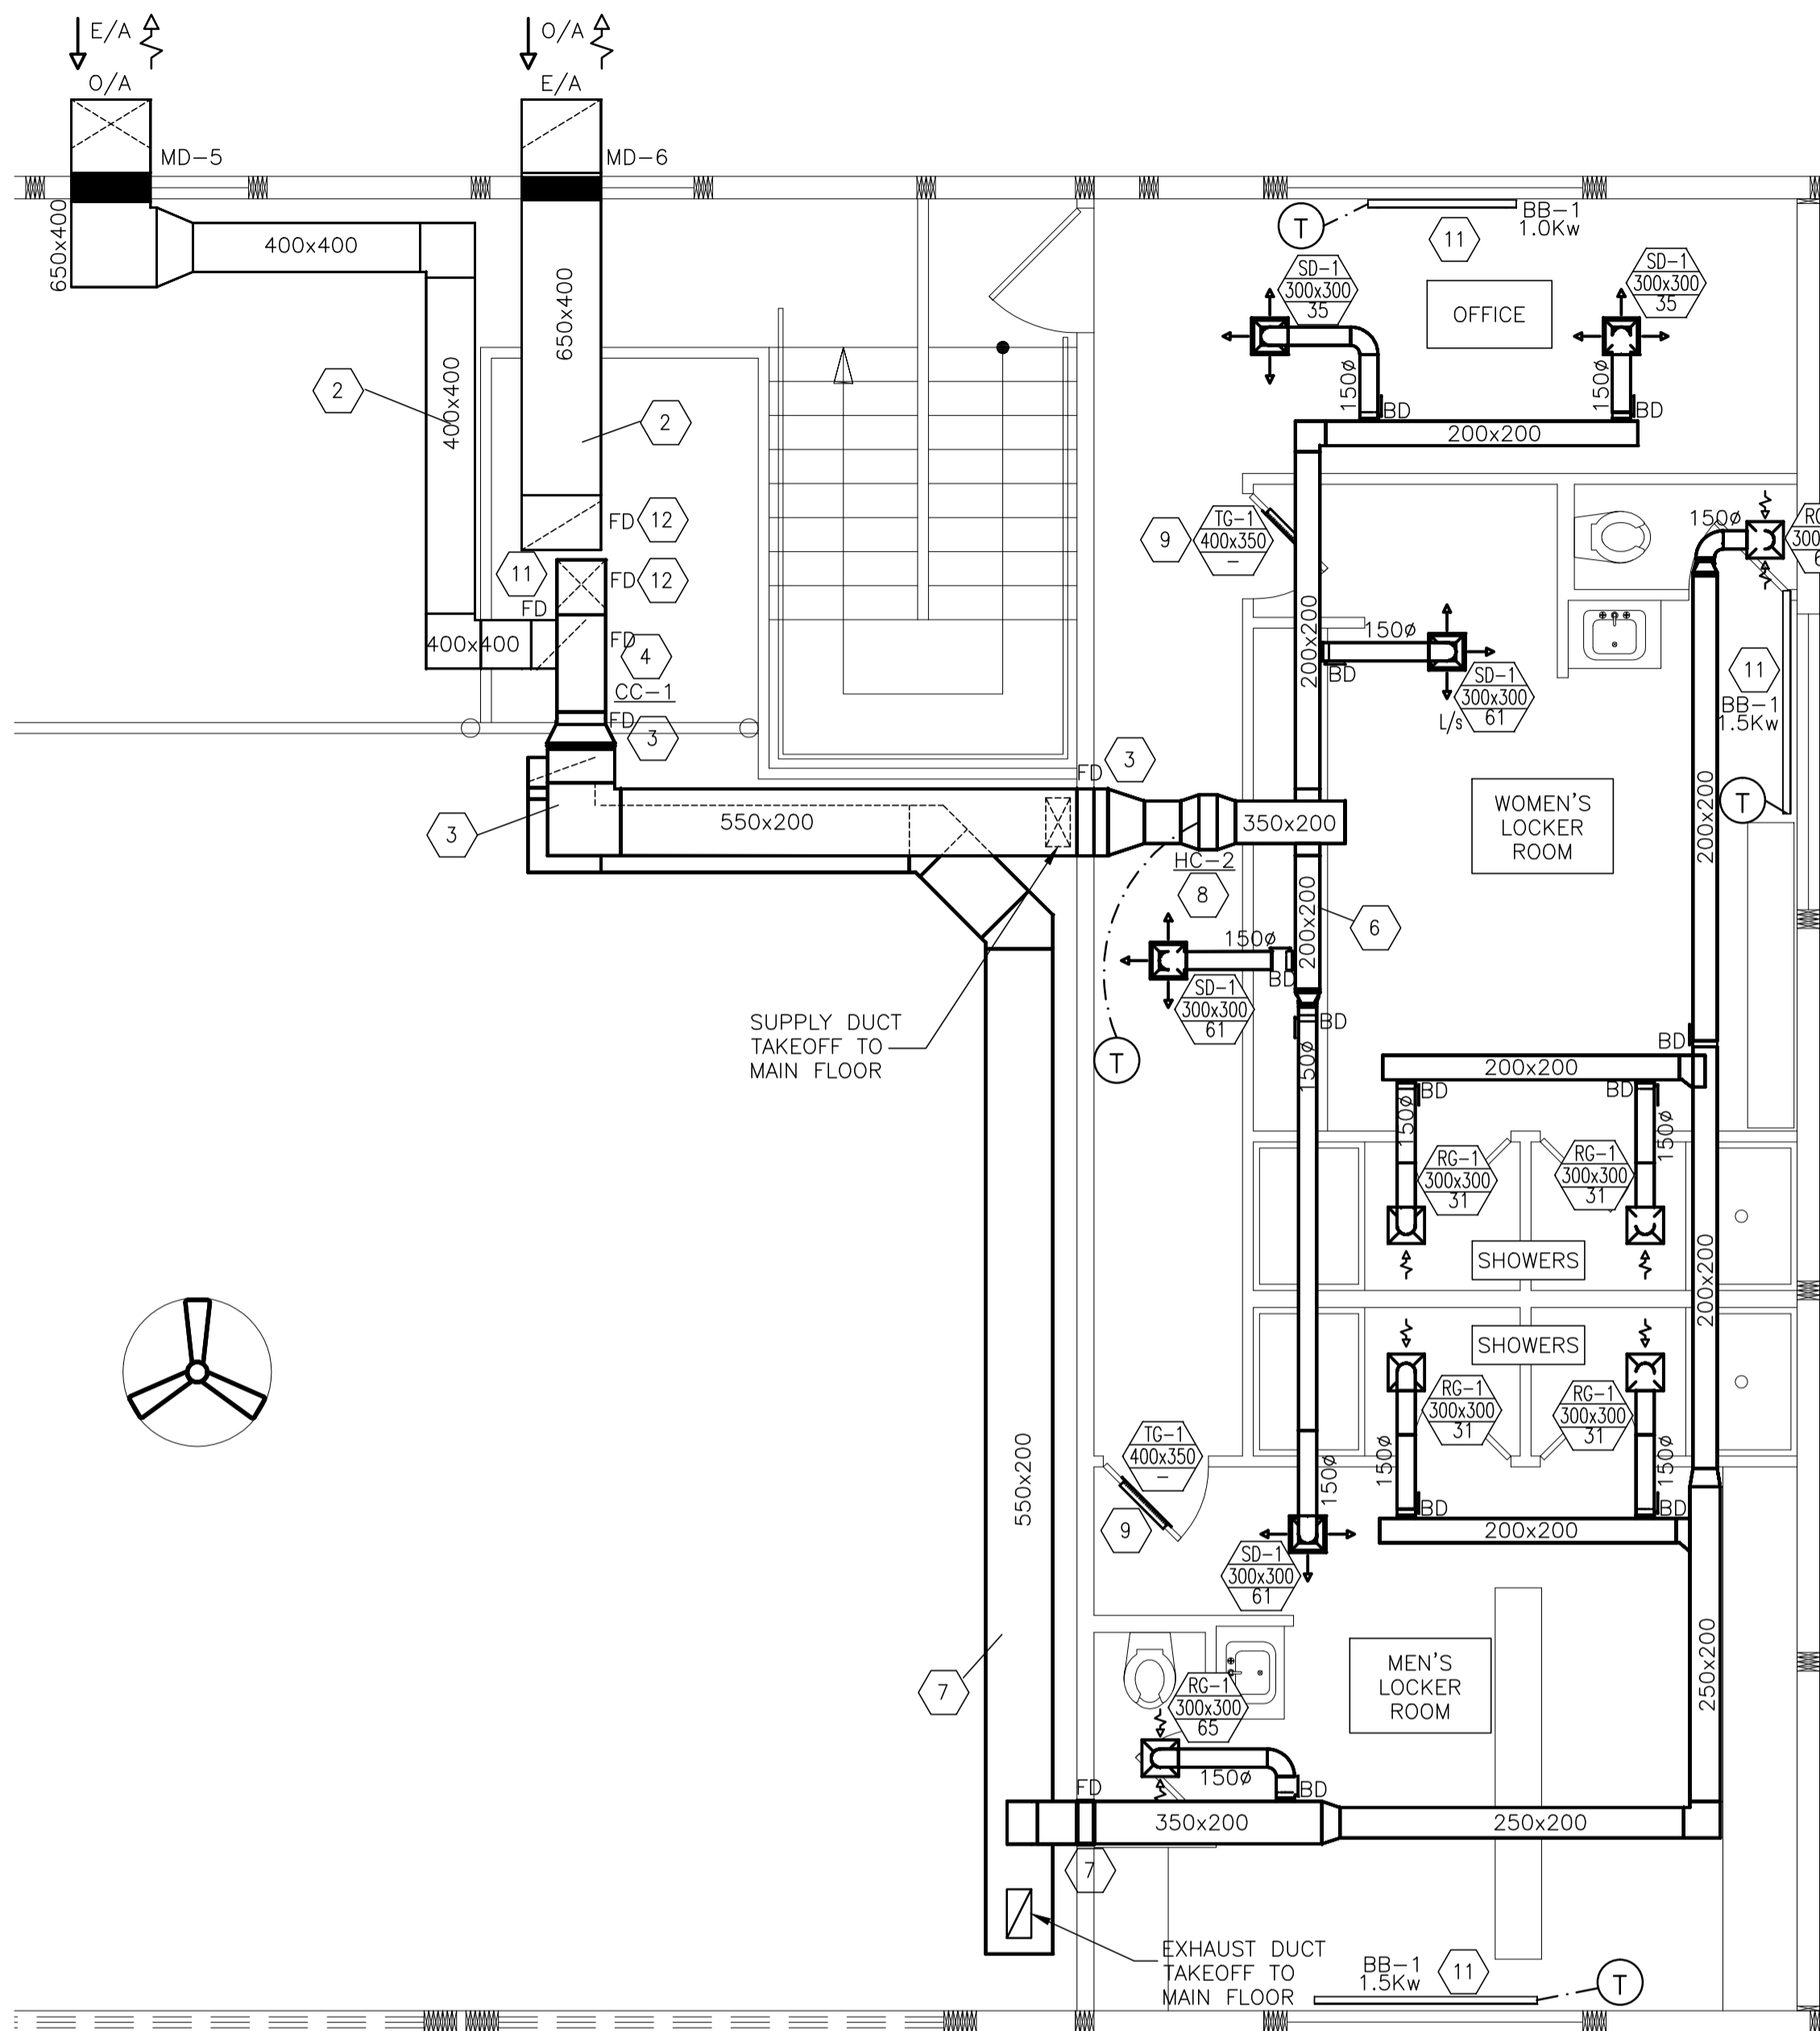 E/A
O/A
O/A
E/A
MD-5
MD-6
650x400
400x400
400x400
650x400
2
2
FD
12
11
FD
12
FD
400x400
FD
4
CC-1
FD
3
3
550x200
FD
3
350x200
HC-2
8
T
BB-1
1.0Kw
11
SD-1
300x300
35
SD-1
300x300
35
OFFICE
150ø
BD
150ø
BD
200x200
9
TG-1
400x350
-
150ø
200x200
150ø
BD
SD-1
300x300
61
L/s
11
BB-1
1.5Kw
T
WOMEN'S
LOCKER
ROOM
200x200
200x200
6
150ø
BD
SD-1
300x300
61
SUPPLY DUCT
TAKEOFF TO
MAIN FLOOR
T
BD
150ø
BD
200x200
BD
BD
150ø
150ø
RG-1
300x300
31
RG-1
300x300
31
SHOWERS
200x200
SHOWERS
RG-1
300x300
31
RG-1
300x300
31
TG-1
400x350
-
9
550x200
150ø
150ø
150ø
BD
BD
200x200
SD-1
300x300
61
MEN'S
LOCKER
ROOM
250x200
7
RG-1
300x300
65
150ø
BD
FD
350x200
250x200
7
EXHAUST DUCT
TAKEOFF TO
MAIN FLOOR
BB-1
1.5Kw
11
T